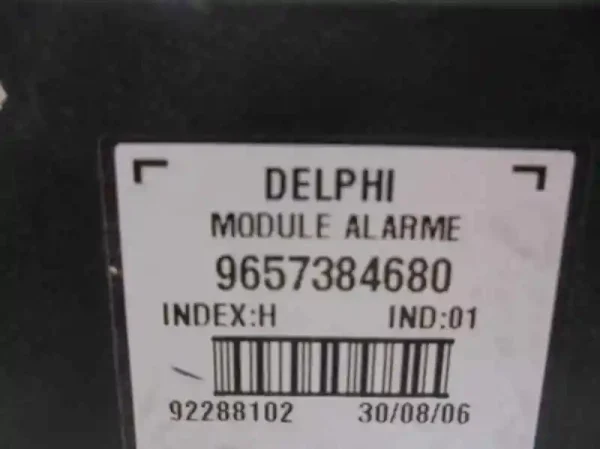 DELPHI
MODULE ALARME
9657384680
INDEX:H IND:01
92288102 30/08/06